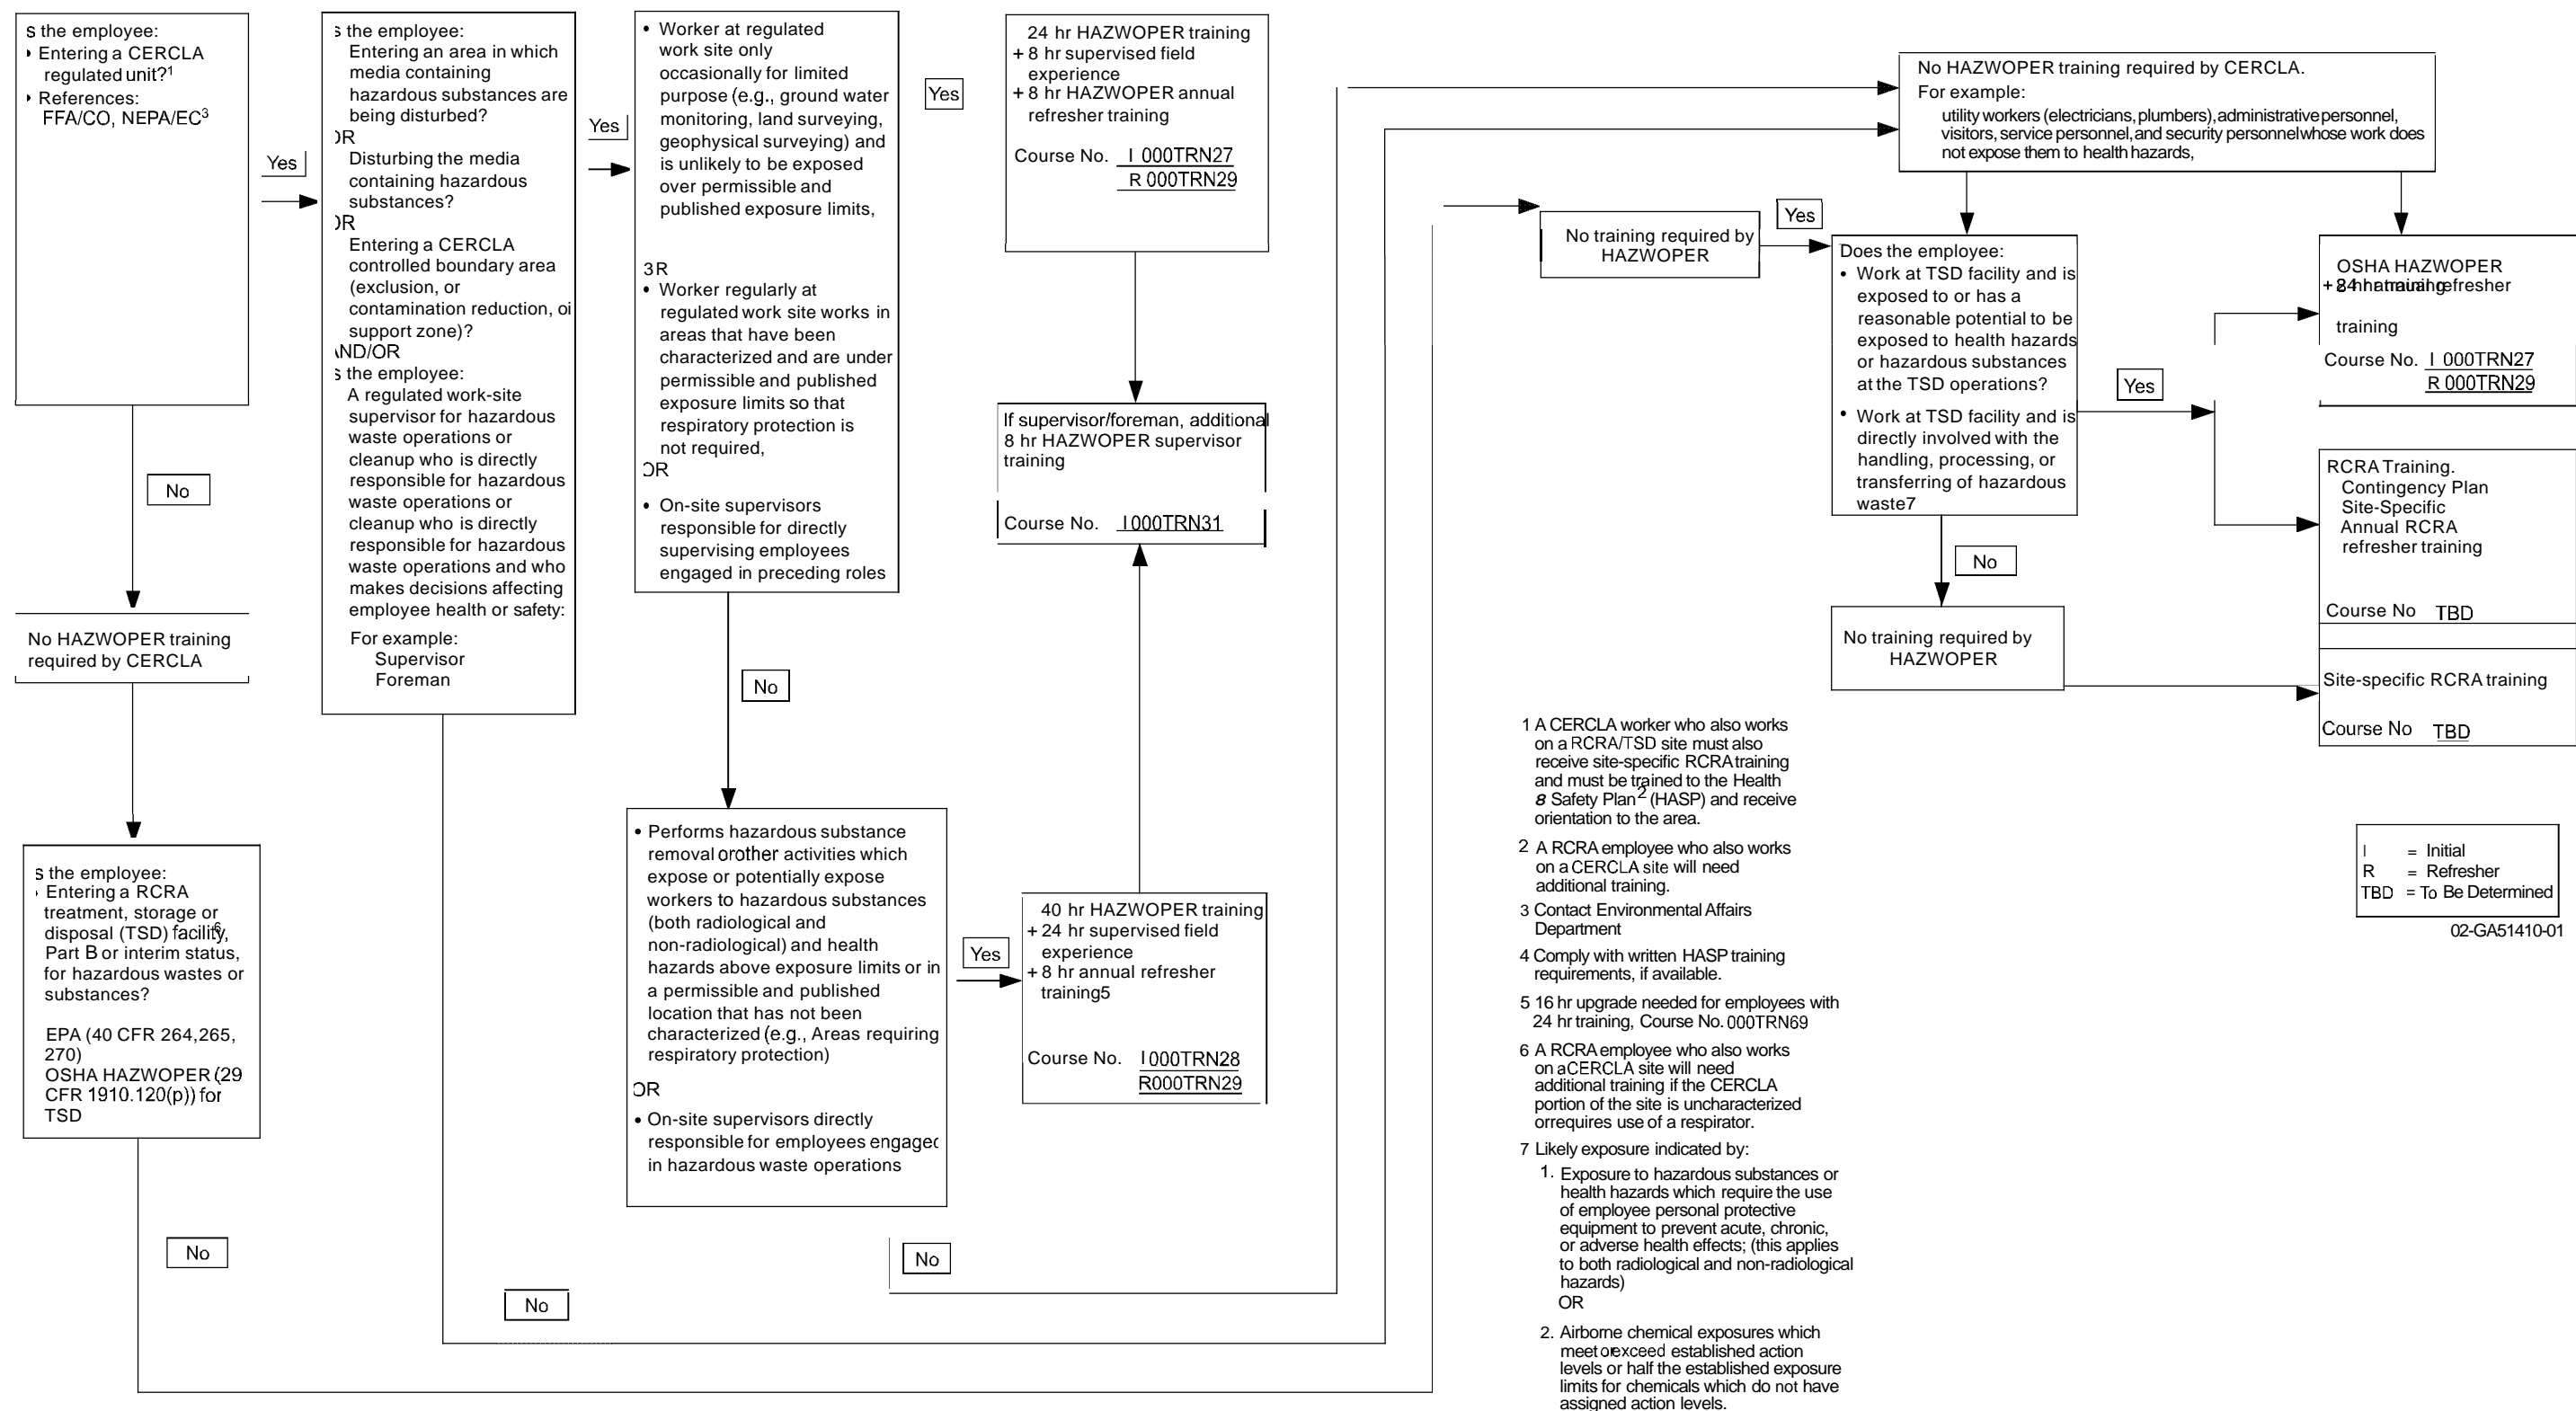 s the employee:
Entering a CERCLA
regulated unit?1
References:
FFA/CO, NEPA/EC3
Yes
No
No HAZWOPER training
required by CERCLA
s the employee:
Entering a RCRA
treatment, storage or
disposal (TSD) facility,6
Part B or interim status,
for hazardous wastes or
substances?
EPA (40 CFR 264,265,
270)
OSHA HAZWOPER (29
CFR 1910.120(p)) for
TSD
No
s the employee:
Entering an area in which
media containing
hazardous substances are
being disturbed?
OR
Disturbing the media
containing hazardous
substances?
OR
Entering a CERCLA
controlled boundary area
(exclusion, or
contamination reduction, oi
support zone)?
AND/OR
s the employee:
A regulated work-site
supervisor for hazardous
waste operations or
cleanup who is directly
responsible for hazardous
waste operations or
cleanup who is directly
responsible for hazardous
waste operations and who
makes decisions affecting
employee health or safety:
For example:
Supervisor
Foreman
Yes
No
• Worker at regulated
work site only
occasionally for limited
purpose (e.g., ground water
monitoring, land surveying,
geophysical surveying) and
is unlikely to be exposed
over permissible and
published exposure limits,
3R
• Worker regularly at
regulated work site works in
areas that have been
characterized and are under
permissible and published
exposure limits so that
respiratory protection is
not required,
OR
• On-site supervisors
responsible for directly
supervising employees
engaged in preceding roles
Yes
No
• Performs hazardous substance
removal orother activities which
expose or potentially expose
workers to hazardous substances
(both radiological and
non-radiological) and health
hazards above exposure limits or in
a permissible and published
location that has not been
characterized (e.g., Areas requiring
respiratory protection)
OR
• On-site supervisors directly
responsible for employees engaged
in hazardous waste operations
Yes
No
24 hr HAZWOPER training
+ 8 hr supervised field
experience
+ 8 hr HAZWOPER annual
refresher training
Course No. I 000TRN27
R 000TRN29
If supervisor/foreman, additional
8 hr HAZWOPER supervisor
training
Course No. I000TRN31
40 hr HAZWOPER training
+ 24 hr supervised field
experience
+ 8 hr annual refresher
training5
Course No. I000TRN28
R000TRN29
No HAZWOPER training required by CERCLA.
For example:
utility workers (electricians, plumbers), administrative personnel,
visitors, service personnel, and security personnel whose work does
not expose them to health hazards,
No training required by
HAZWOPER
Yes
Does the employee:
• Work at TSD facility and is
exposed to or has a
reasonable potential to be
exposed to health hazards
or hazardous substances
at the TSD operations?
• Work at TSD facility and is
directly involved with the
handling, processing, or
transferring of hazardous
waste7
Yes
No
No training required by
HAZWOPER
OSHA HAZWOPER
refresher
training
Course No. I 000TRN27
R 000TRN29
RCRA Training.
Contingency Plan
Site-Specific
Annual RCRA
refresher training
Course No TBD
Site-specific RCRA training
Course No TBD
1 A CERCLA worker who also works
on a RCRA/TSD site must also
receive site-specific RCRA training
and must be trained to the Health
8 Safety Plan2 (HASP) and receive
orientation to the area.
2 A RCRA employee who also works
on a CERCLA site will need
additional training.
3 Contact Environmental Affairs
Department
4 Comply with written HASP training
requirements, if available.
5 16 hr upgrade needed for employees with
24 hr training, Course No. 000TRN69
6 A RCRA employee who also works
on aCERCLA site will need
additional training if the CERCLA
portion of the site is uncharacterized
orrequires use of a respirator.
7 Likely exposure indicated by:
1. Exposure to hazardous substances or
health hazards which require the use
of employee personal protective
equipment to prevent acute, chronic,
or adverse health effects; (this applies
to both radiological and non-radiological
hazards)
OR
2. Airborne chemical exposures which
meet orexceed established action
levels or half the established exposure
limits for chemicals which do not have
assigned action levels.
I = Initial
R = Refresher
TBD = To Be Determined
02-GA51410-01